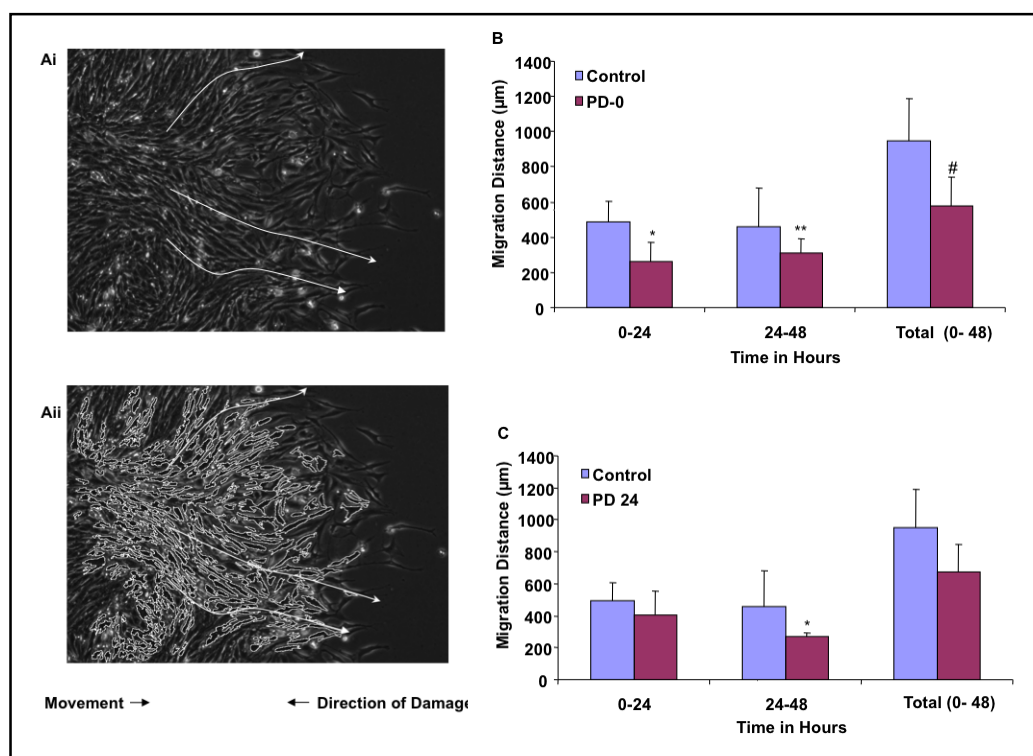 Ai
Aii
Movement →
← Direction of Damage
B
Migration Distance (µm)
1400
1200
1000
800
600
400
200
0
Control
PD-0
*
**
#
0-24
24-48
Total (0- 48)
Time in Hours
C
Migration Distance (µm)
1400
1200
1000
800
600
400
200
0
Control
PD 24
*
0-24
24-48
Total (0- 48)
Time in Hours